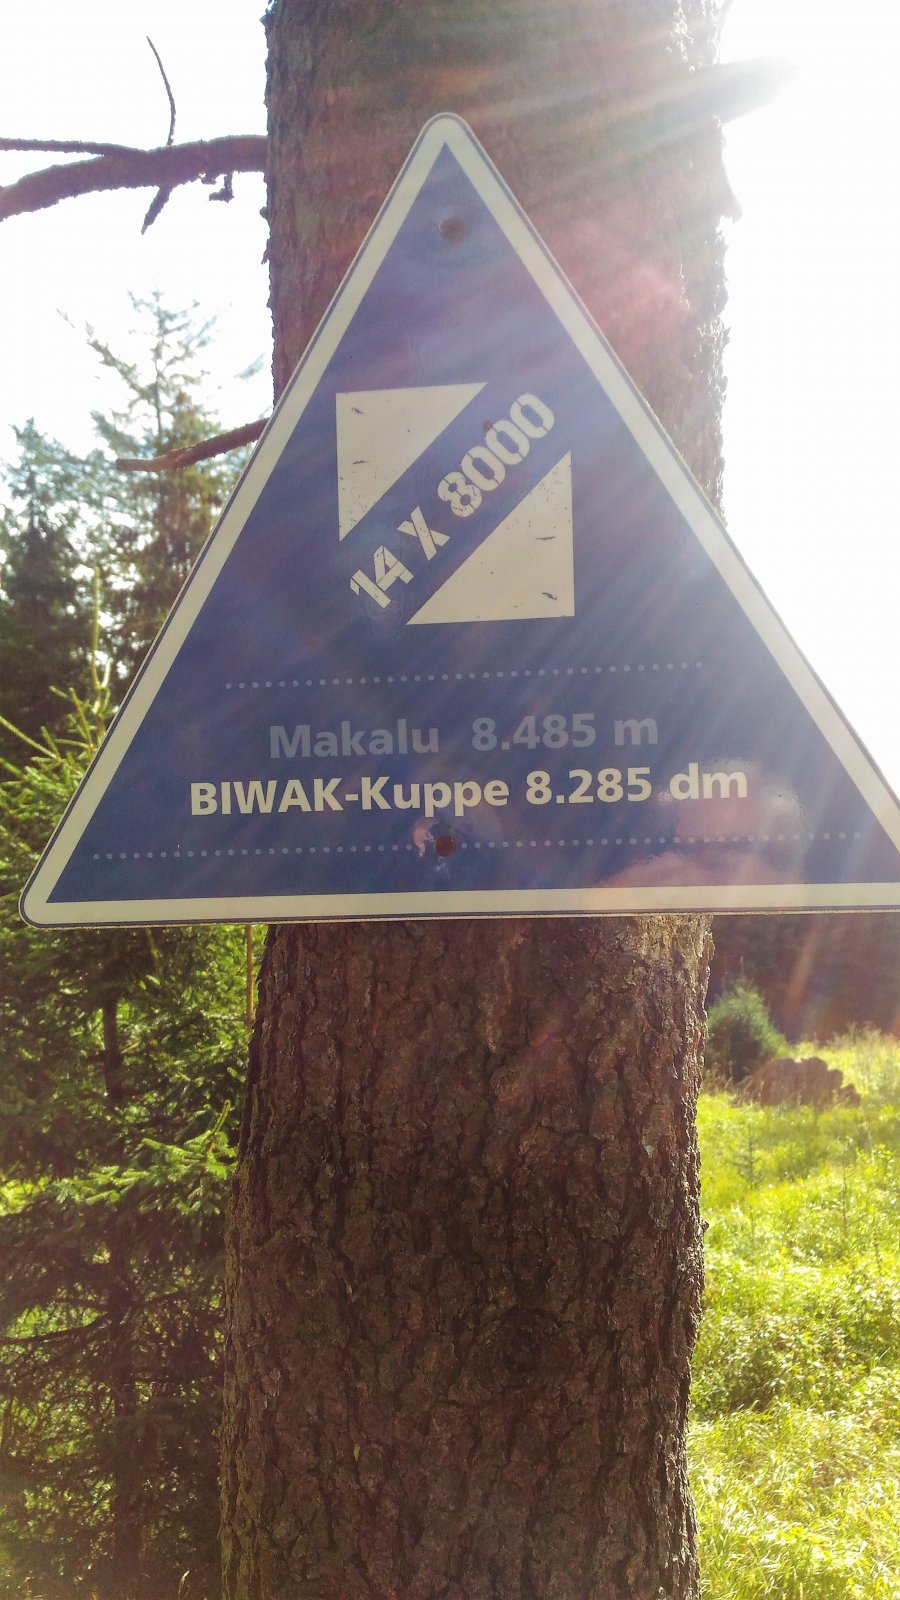 14 X 8000
Makalu 8.485 m
BIWAK-Kuppe 8.285 dm